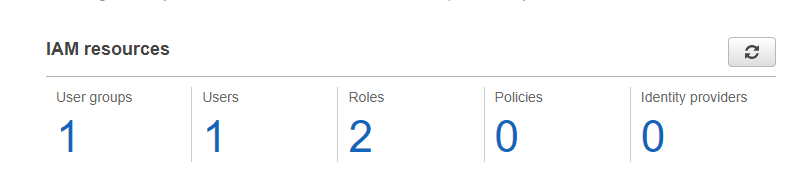 IAM resources
User groups
1
Users
1
Roles
2
Policies
0
Identity providers
0